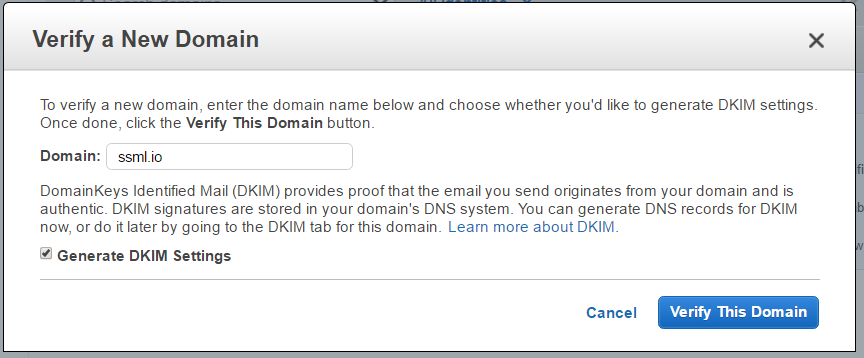 Verify a New Domain
To verify a new domain, enter the domain name below and choose whether you'd like to generate DKIM settings.
Once done, click the Verify This Domain button.
Domain: ssml.io
DomainKeys Identified Mail (DKIM) provides proof that the email you send originates from your domain and is
authentic. DKIM signatures are stored in your domain's DNS system. You can generate DNS records for DKIM
now, or do it later by going to the DKIM tab for this domain. Learn more about DKIM.
Generate DKIM Settings
Cancel Verify This Domain